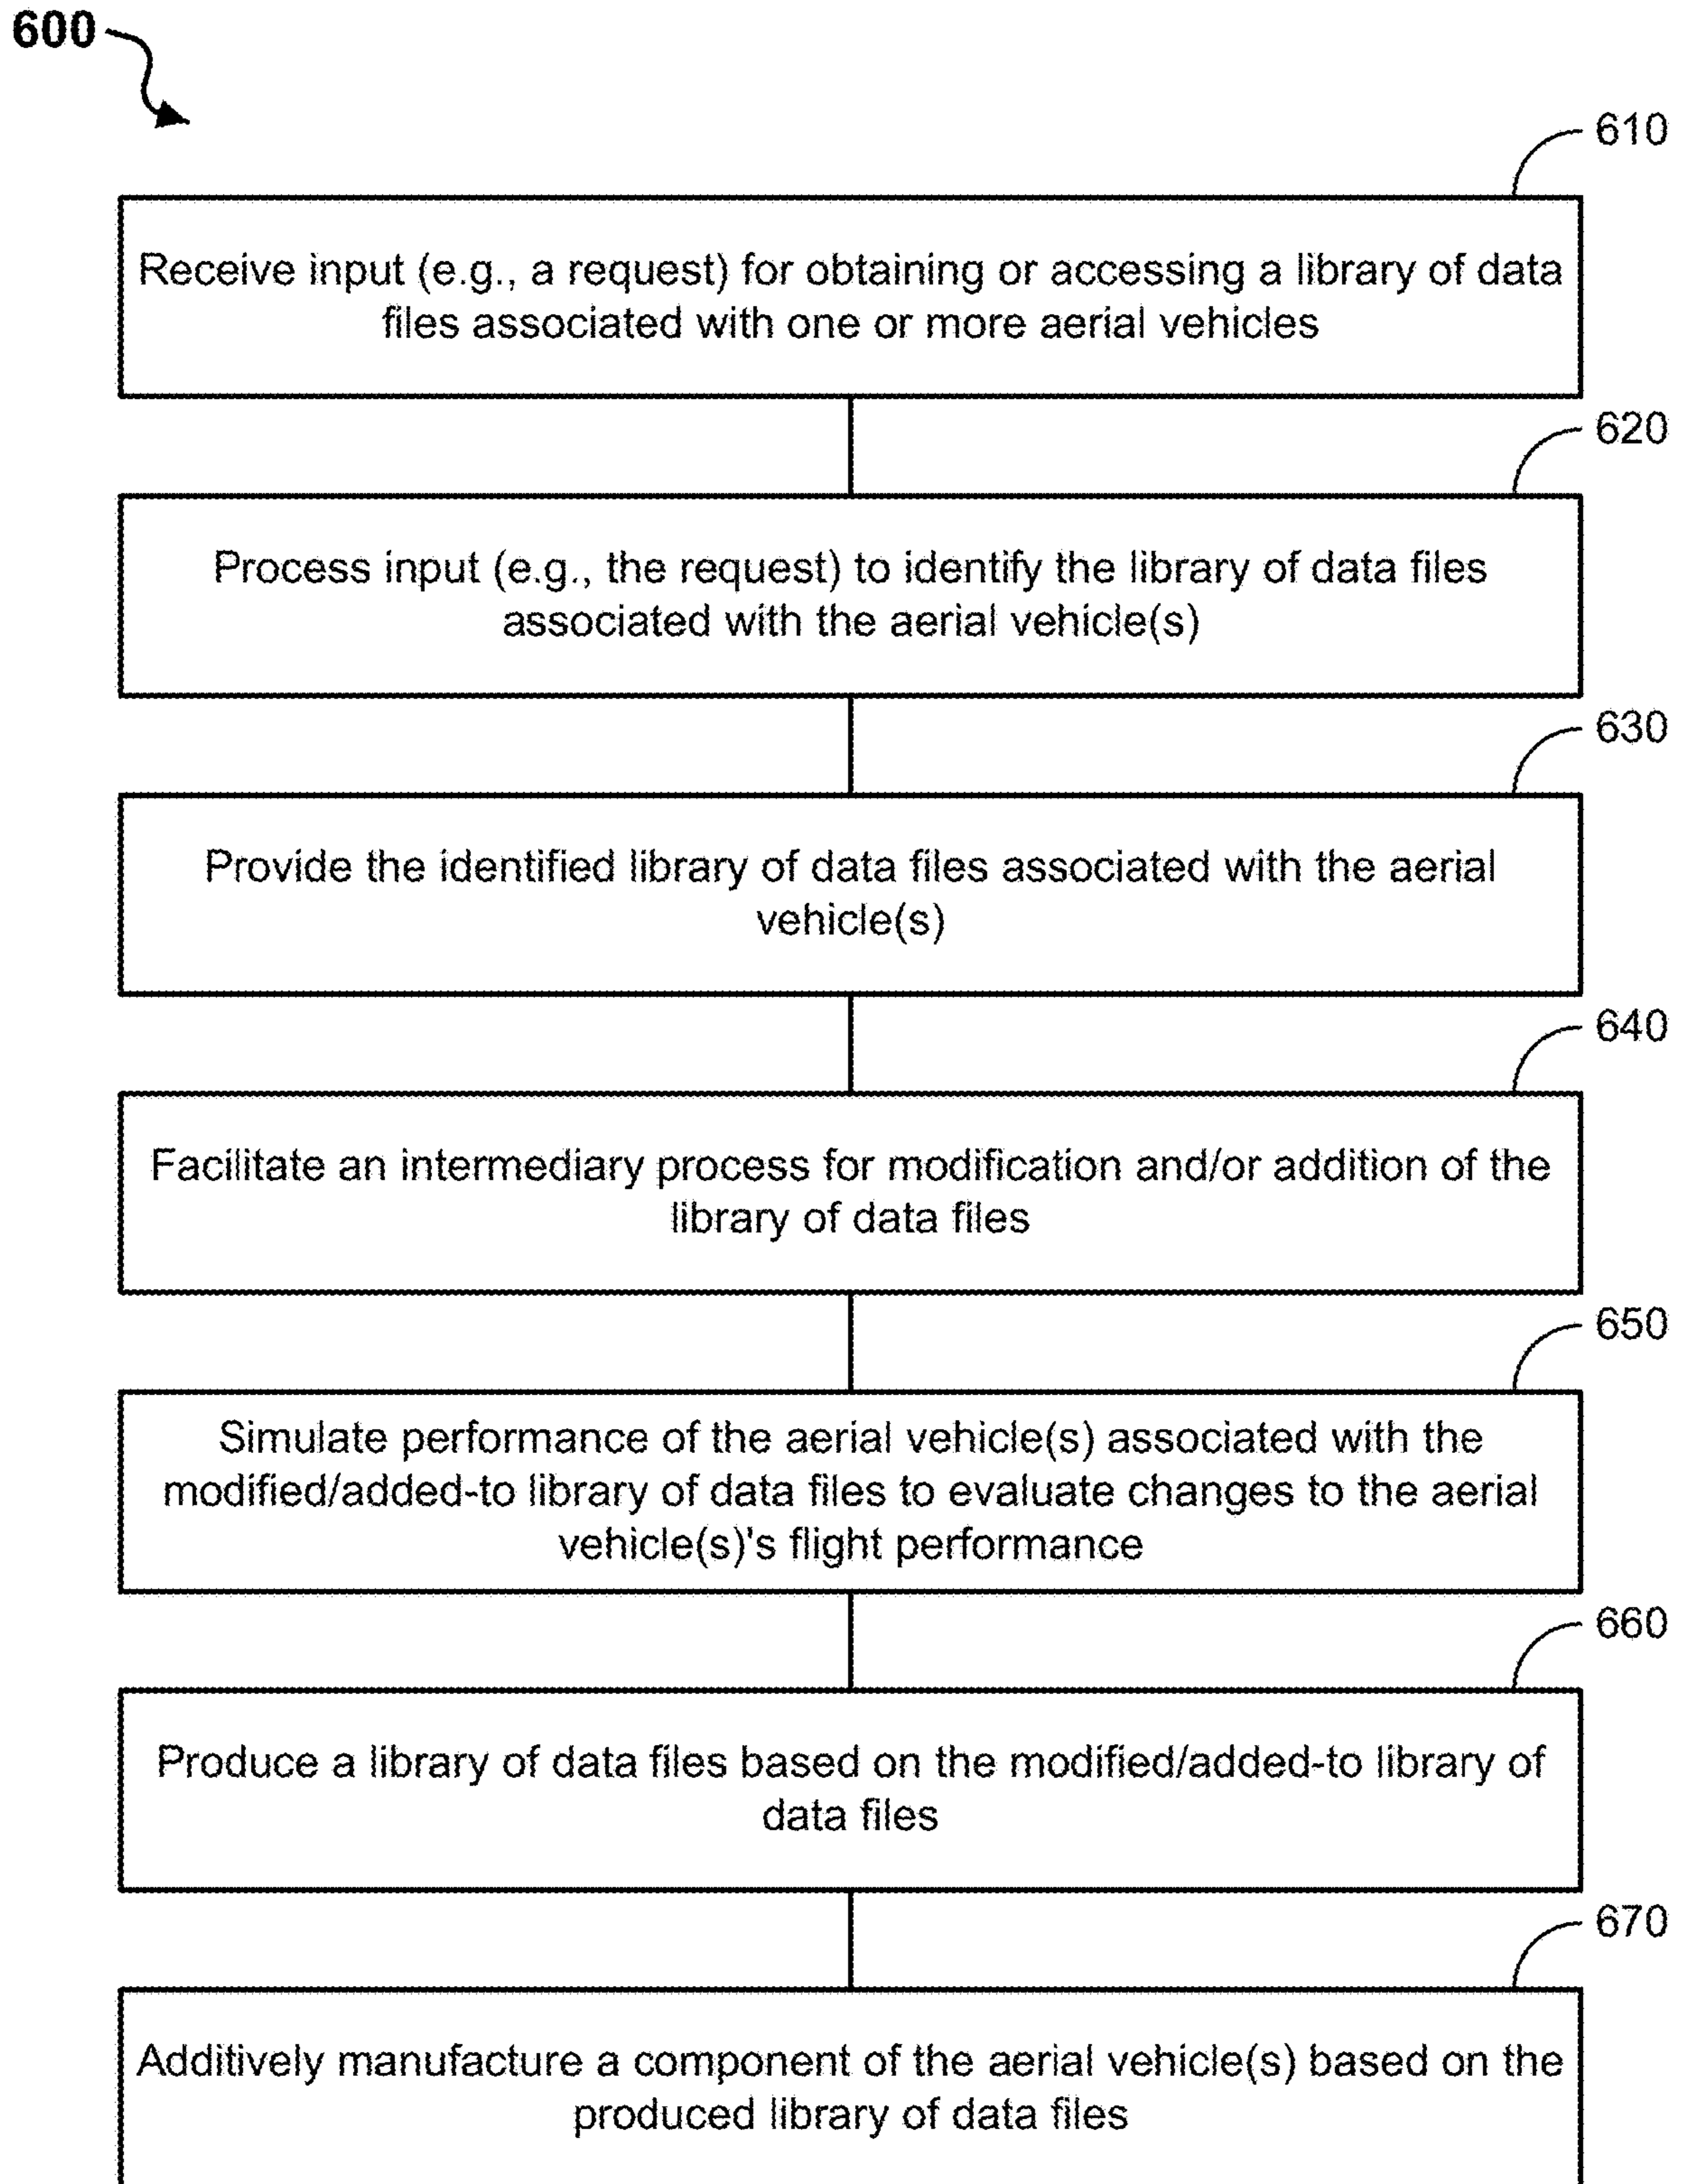 600
610
Receive input (e.g., a request) for obtaining or accessing a library of data
files associated with one or more aerial vehicles
620
Process input (e.g., the request) to identify the library of data files
associated with the aerial vehicle(s)
630
Provide the identified library of data files associated with the aerial
vehicle(s)
640
Facilitate an intermediary process for modification and/or addition of the
library of data files
650
Simulate performance of the aerial vehicle(s) associated with the
modified/added-to library of data files to evaluate changes to the aerial
vehicle(s)'s flight performance
660
Produce a library of data files based on the modified/added-to library of
data files
670
Additively manufacture a component of the aerial vehicle(s) based on the
produced library of data files